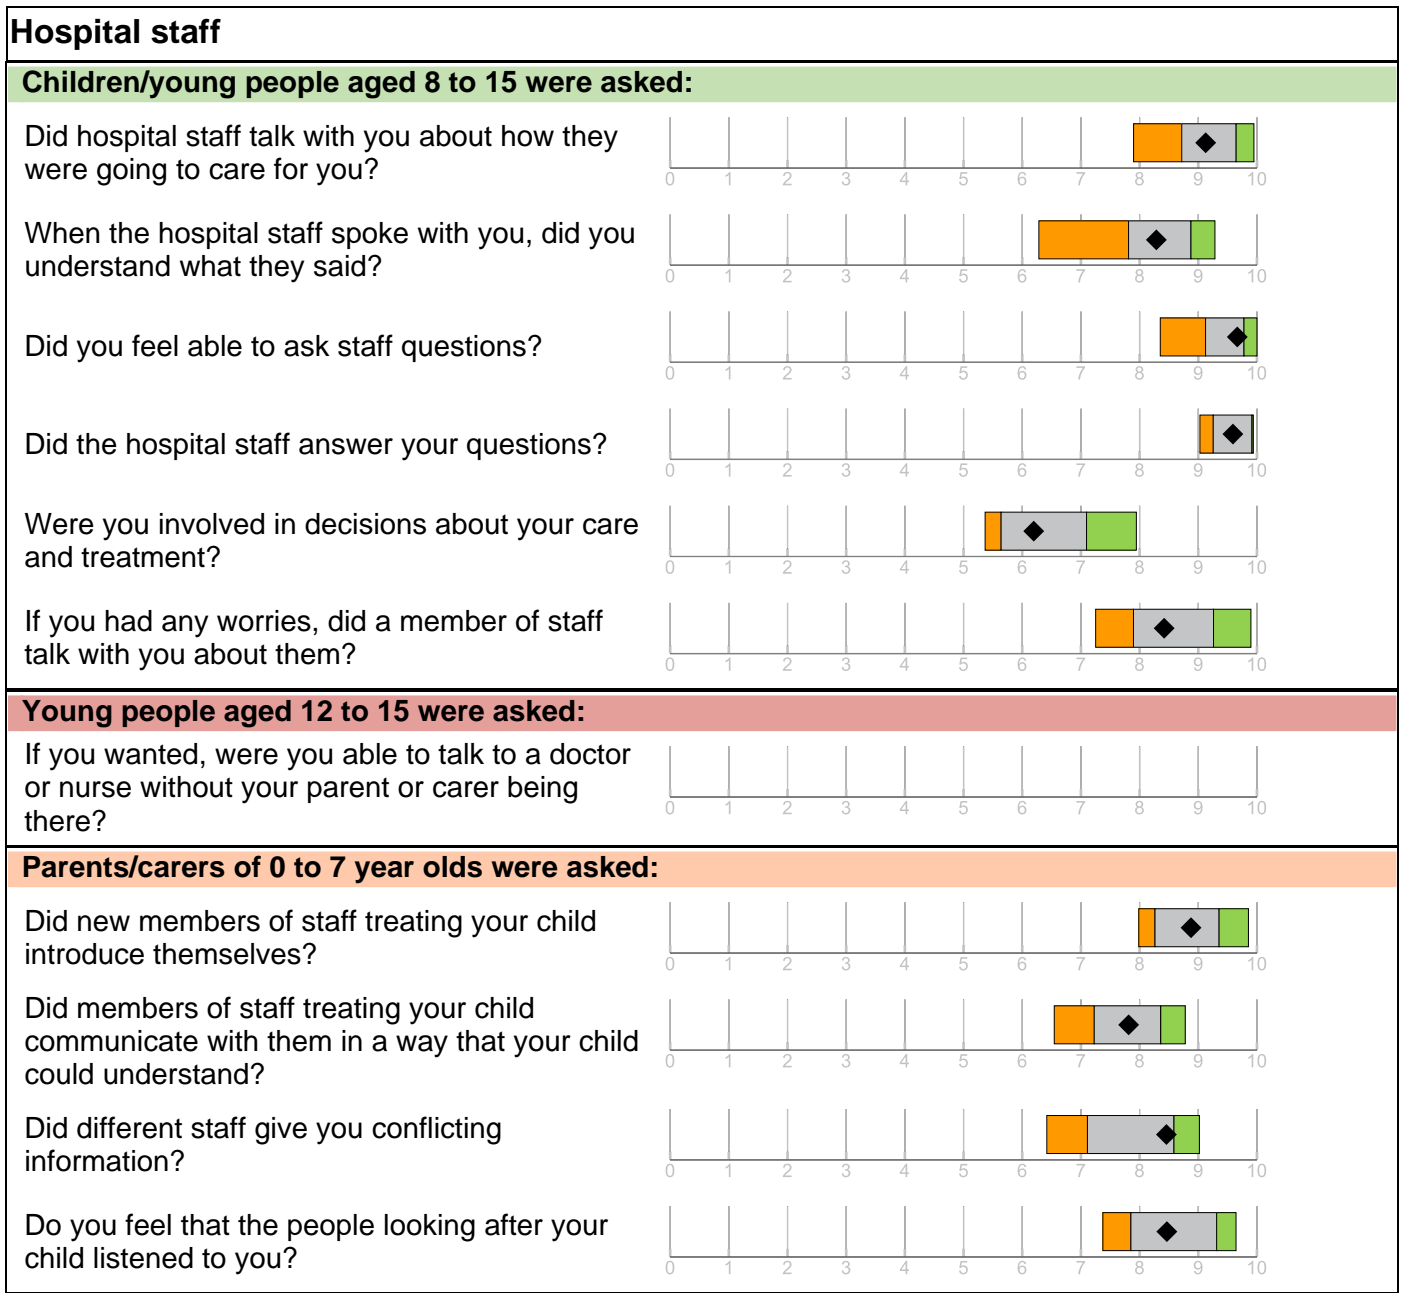 Hospital staff
Children/young people aged 8 to 15 were asked:
Did hospital staff talk with you about how they
were going to care for you?
0 1 2 3 4 5 6 7 8 9 10
When the hospital staff spoke with you, did you
understand what they said?
0 1 2 3 4 5 6 7 8 9 10
Did you feel able to ask staff questions?
0 1 2 3 4 5 6 7 8 9 10
Did the hospital staff answer your questions?
0 1 2 3 4 5 6 7 8 9 10
Were you involved in decisions about your care
and treatment?
0 1 2 3 4 5 6 7 8 9 10
If you had any worries, did a member of staff
talk with you about them?
0 1 2 3 4 5 6 7 8 9 10
Young people aged 12 to 15 were asked:
If you wanted, were you able to talk to a doctor
or nurse without your parent or carer being
there?
0 1 2 3 4 5 6 7 8 9 10
Parents/carers of 0 to 7 year olds were asked:
Did new members of staff treating your child
introduce themselves?
0 1 2 3 4 5 6 7 8 9 10
Did members of staff treating your child
communicate with them in a way that your child
could understand?
0 1 2 3 4 5 6 7 8 9 10
Did different staff give you conflicting
information?
0 1 2 3 4 5 6 7 8 9 10
Do you feel that the people looking after your
child listened to you?
0 1 2 3 4 5 6 7 8 9 10